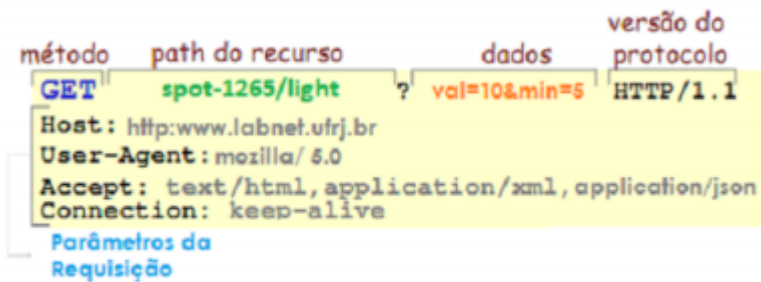 versão do
método path do recurso dados protocolo
GET spot-1265/light ? val=10&min=5 HTTP/1.1
Host: http:www.labnet.ufrj.br
User-Agent: mozilla/ 5.0
Accept: text/html,application/xml,application/json
Connection: keep-alive
Parâmetros da
Requisição